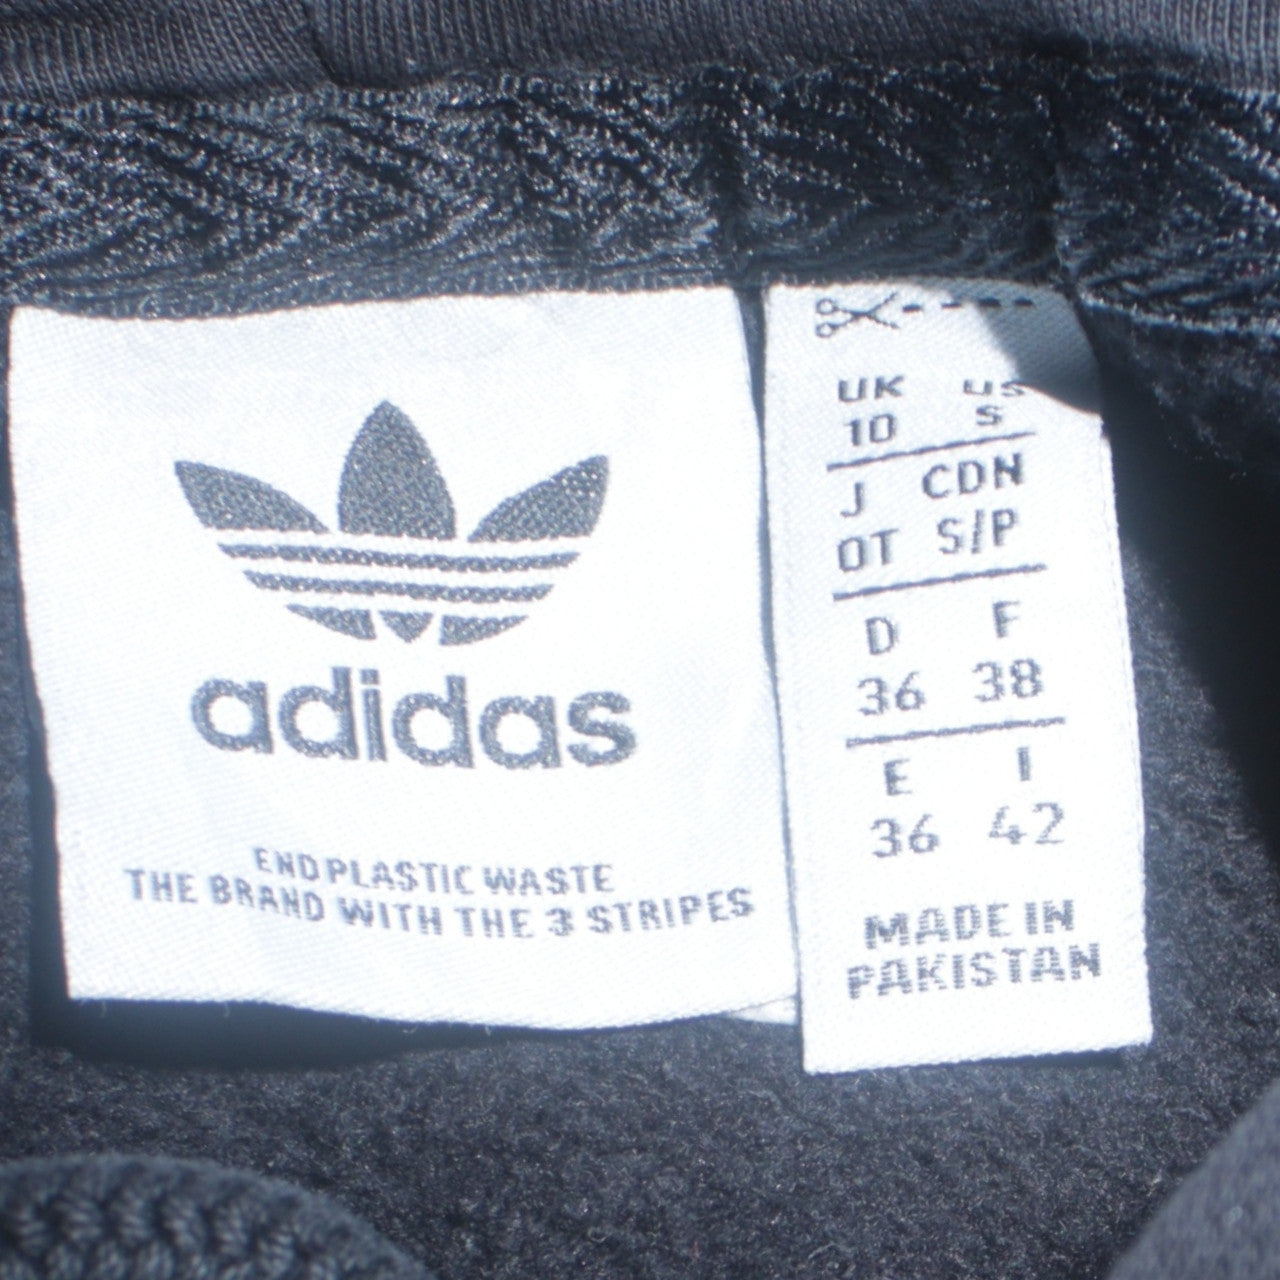 adidas
END PLASTIC WASTE
THE BRAND WITH THE 3 STRIPES
UK US
10 S
J CDN
OT S/P
D F
36 38
E I
36 42
MADE IN
PAKISTAN